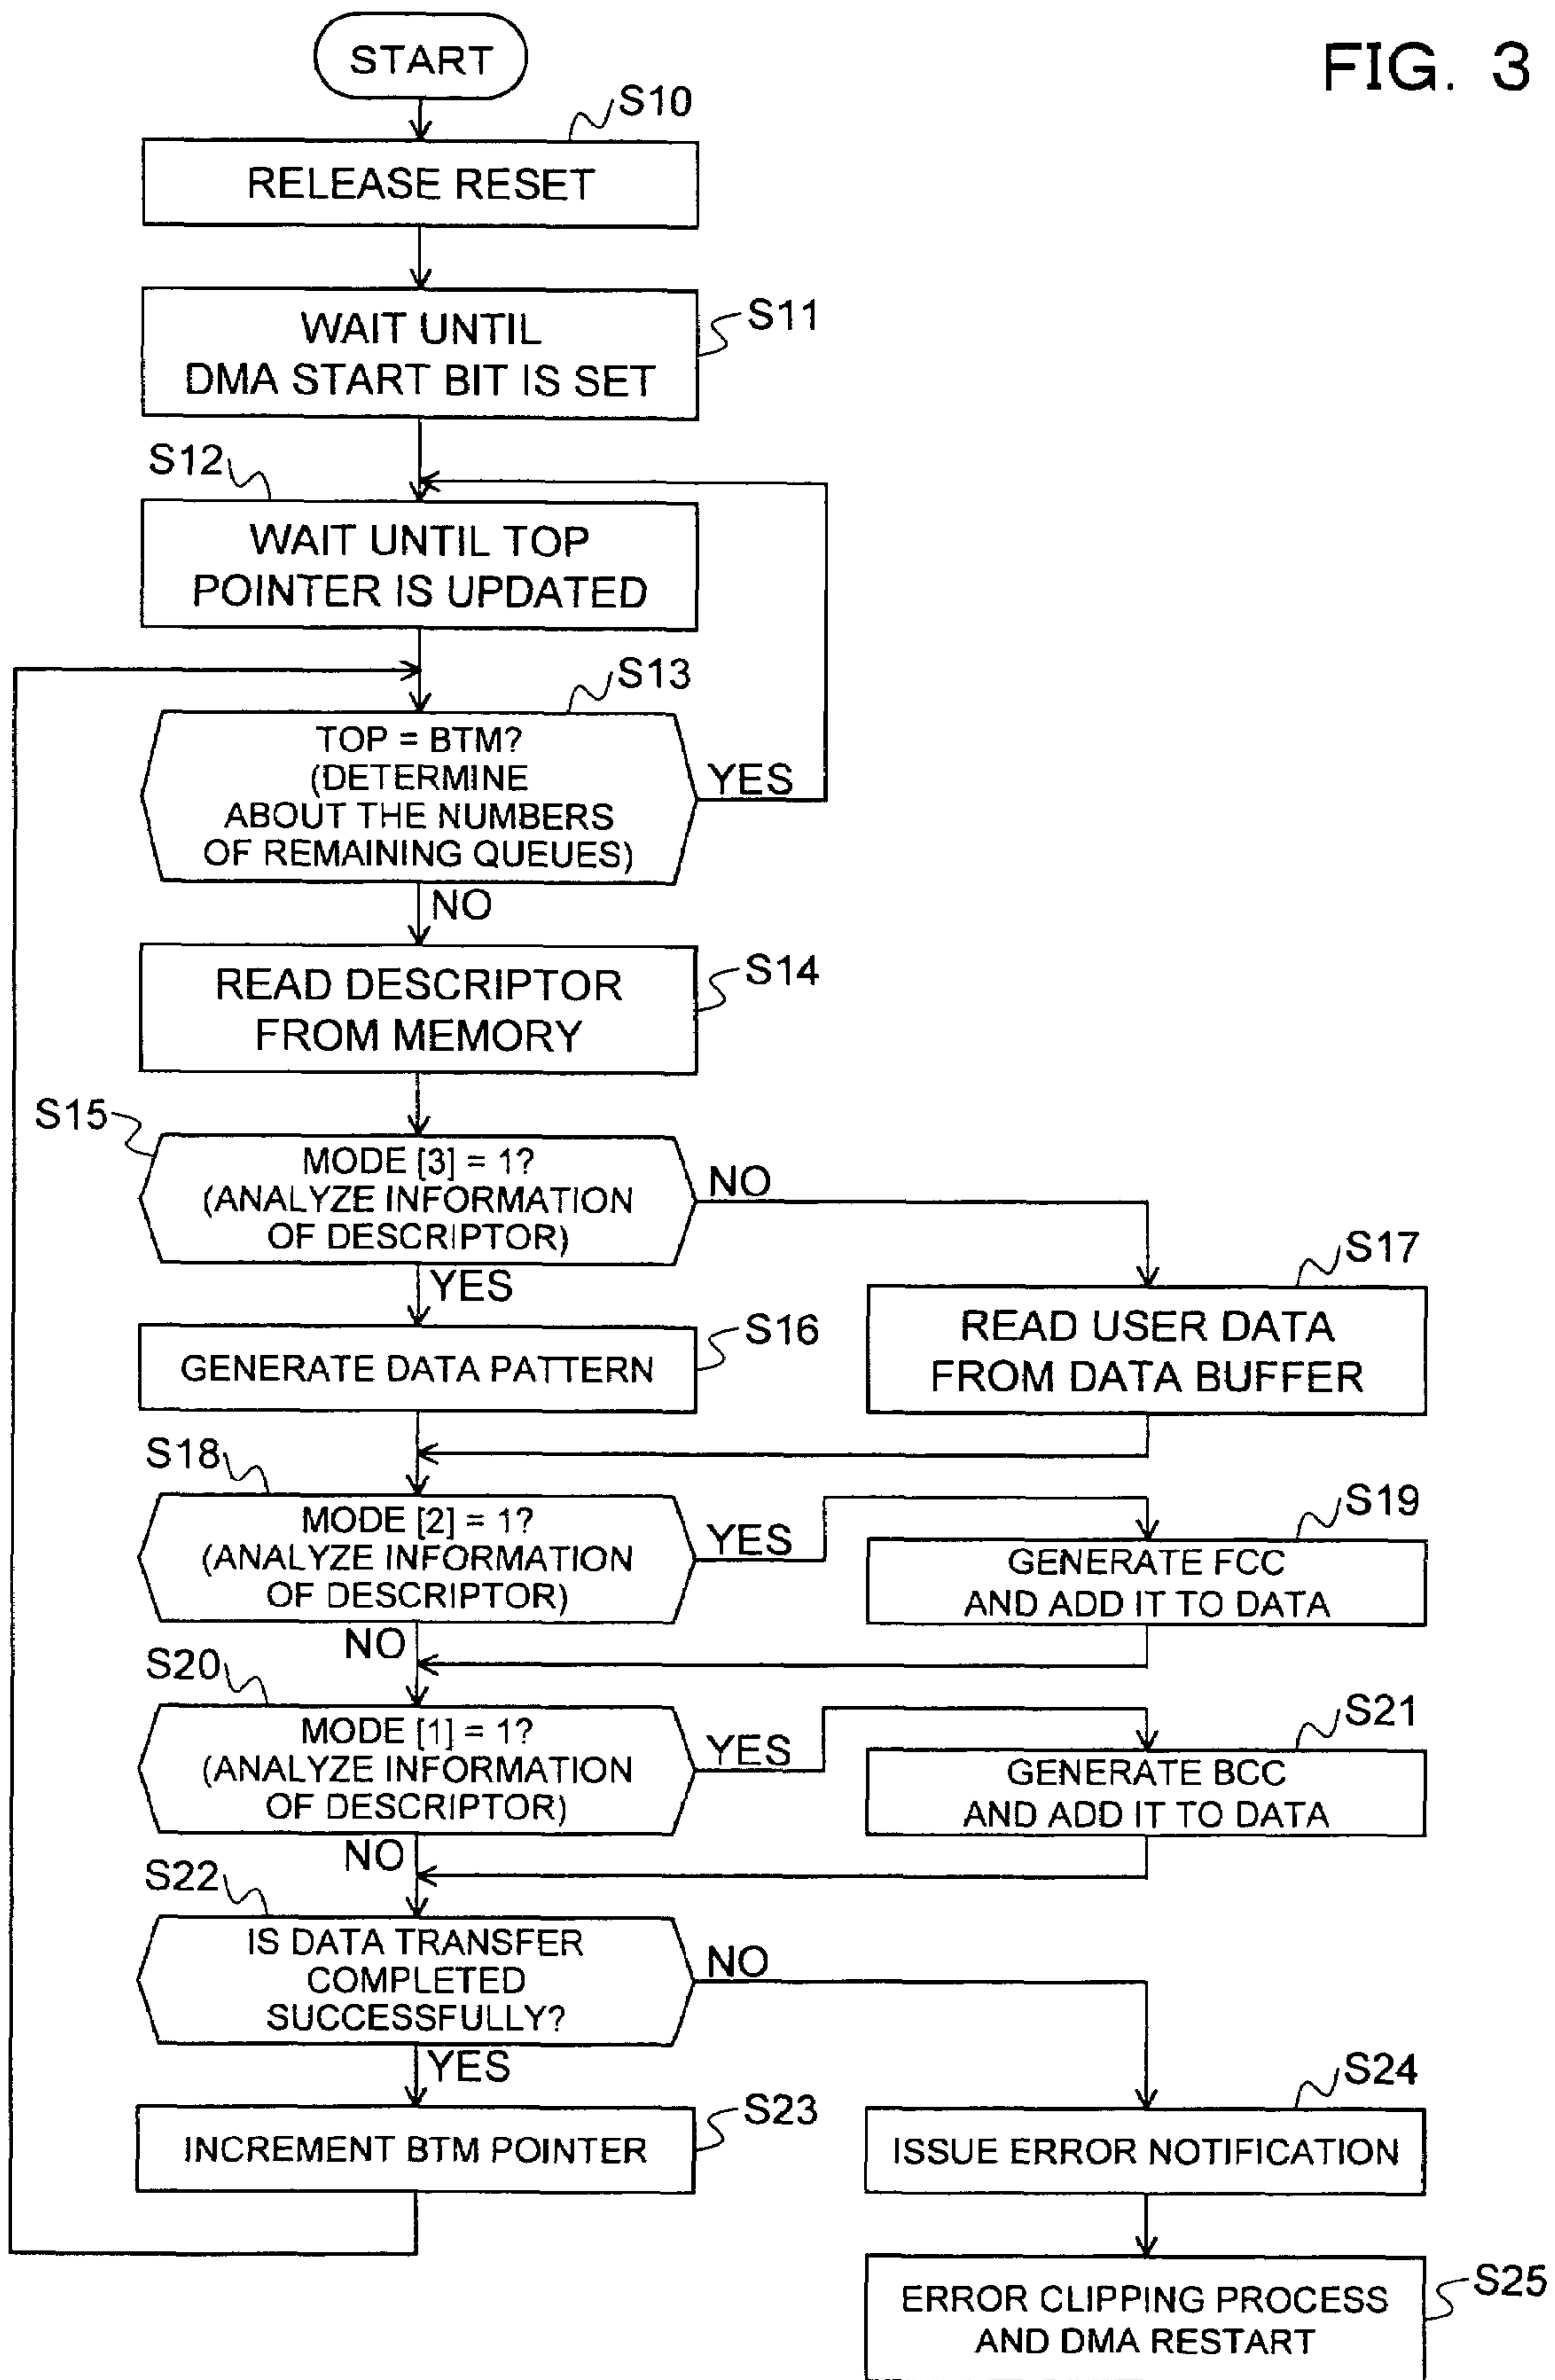 FIG. 3
START
S10
RELEASE RESET
S11
WAIT UNTIL
DMA START BIT IS SET
S12
WAIT UNTIL TOP
POINTER IS UPDATED
S13
TOP = BTM?
(DETERMINE
ABOUT THE NUMBERS
OF REMAINING QUEUES)
YES
NO
S14
READ DESCRIPTOR
FROM MEMORY
S15
MODE [3] = 1?
(ANALYZE INFORMATION
OF DESCRIPTOR)
NO
YES
S16
GENERATE DATA PATTERN
S17
READ USER DATA
FROM DATA BUFFER
S18
MODE [2] = 1?
(ANALYZE INFORMATION
OF DESCRIPTOR)
YES
NO
S19
GENERATE FCC
AND ADD IT TO DATA
S20
MODE [1] = 1?
(ANALYZE INFORMATION
OF DESCRIPTOR)
YES
NO
S21
GENERATE BCC
AND ADD IT TO DATA
S22
IS DATA TRANSFER
COMPLETED
SUCCESSFULLY?
NO
YES
S23
INCREMENT BTM POINTER
S24
ISSUE ERROR NOTIFICATION
S25
ERROR CLIPPING PROCESS
AND DMA RESTART